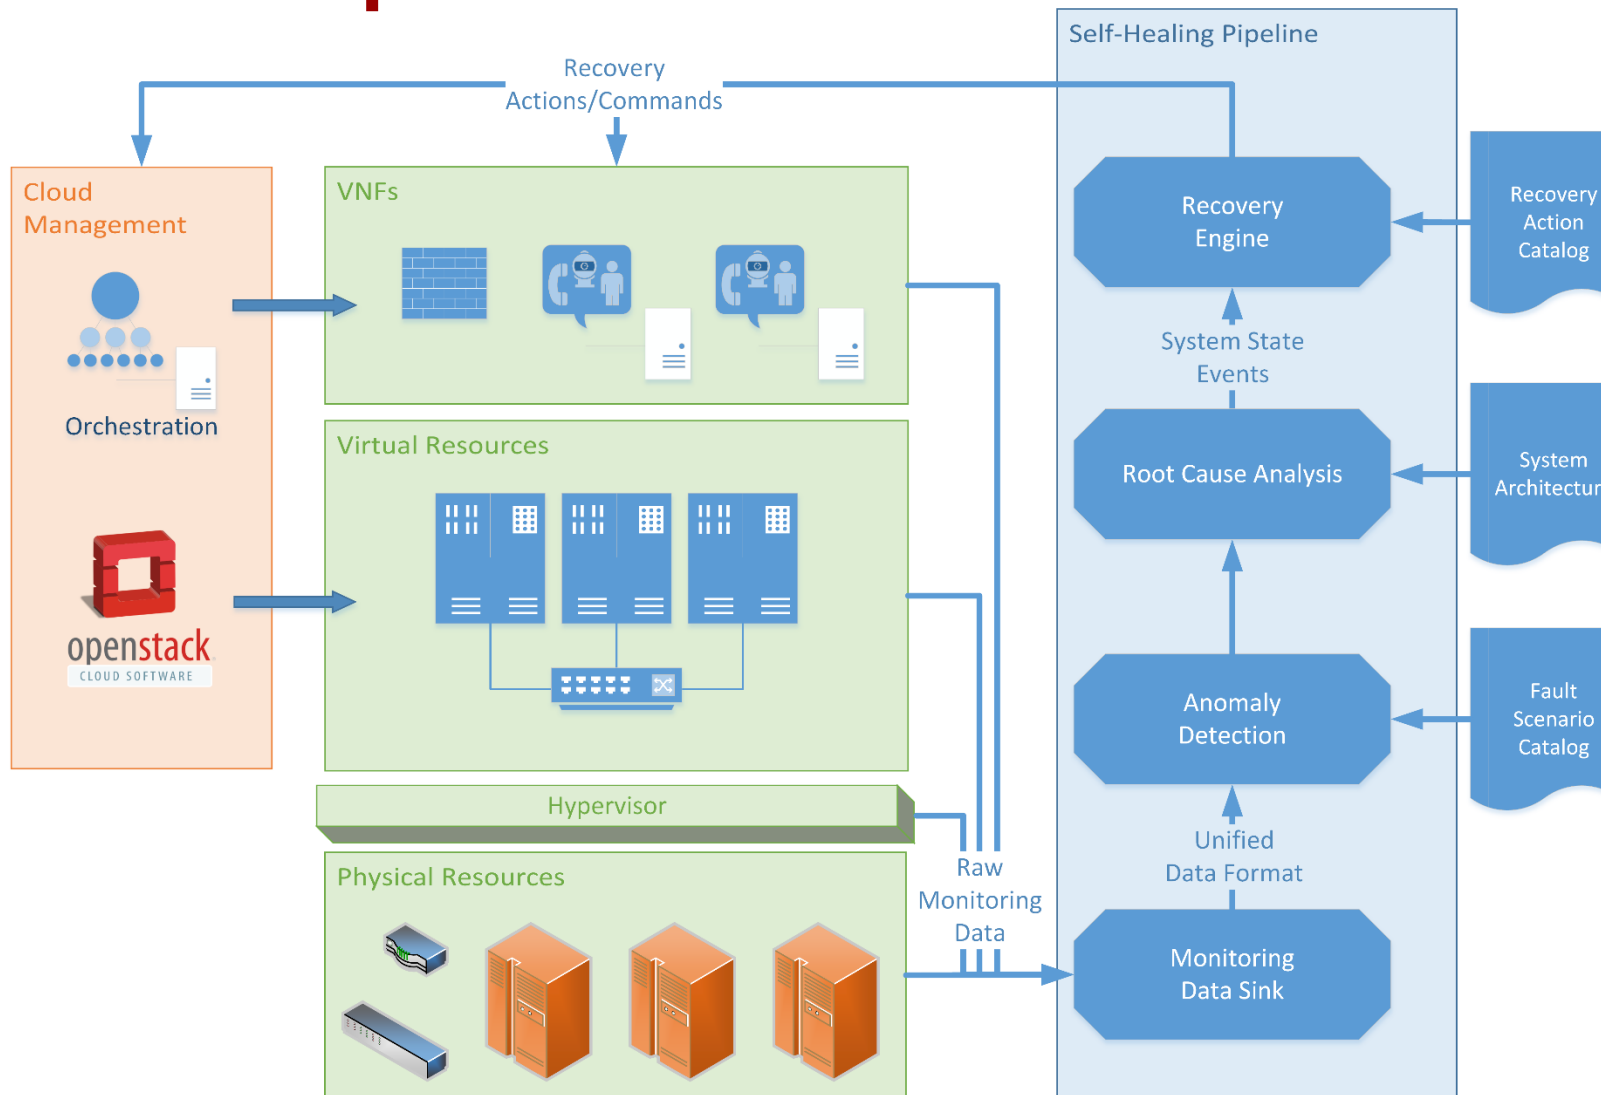 Self-Healing Pipeline
Recovery
Actions/Commands
Cloud
Management
VNFs
Recovery
Engine
Recovery
Action
Catalog
System State
Events
Orchestration
Virtual Resources
Root Cause Analysis
System
Architectur
openstack
CLOUD SOFTWARE
Anomaly
Detection
Fault
Scenario
Catalog
Hypervisor
Unified
Data Format
Physical Resources
Raw
Monitoring
Data
Monitoring
Data Sink